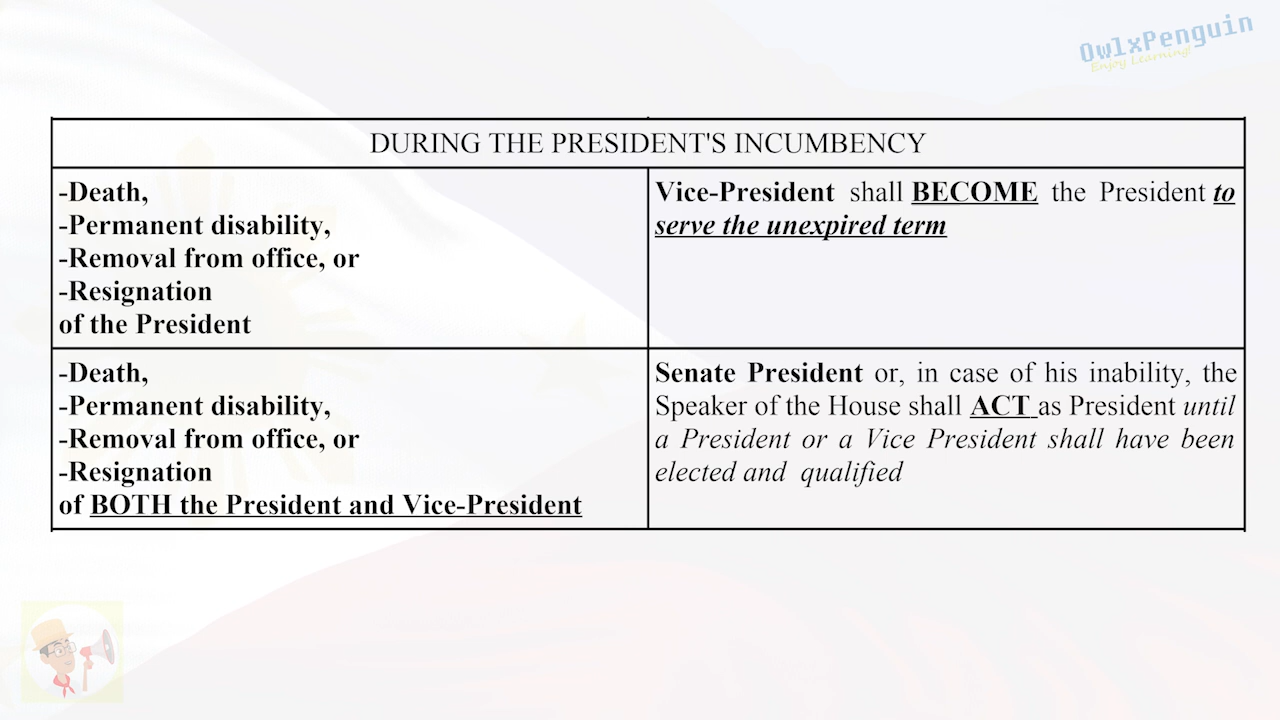 OwlxPenguin
Enjoy Learning!
DURING THE PRESIDENT'S INCUMBENCY
-Death,
-Permanent disability,
-Removal from office, or
-Resignation
of the President
Vice-President shall BECOME the President to
serve the unexpired term
-Death,
-Permanent disability,
-Removal from office, or
-Resignation
of BOTH the President and Vice-President
Senate President or, in case of his inability, the
Speaker of the House shall ACT as President until
a President or a Vice President shall have been
elected and qualified